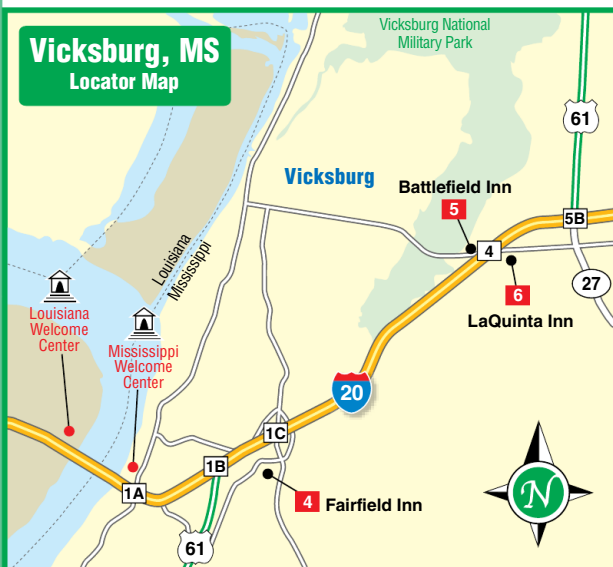 Vicksburg, MS
Locator Map
Vicksburg National
Military Park
61
Vicksburg
Battlefield Inn
5
5B
4
Louisiana
Mississippi
27
6
LaQuinta Inn
Louisiana
Welcome
Center
Mississippi
Welcome
Center
20
1C
1B
1A
4 Fairfield Inn
N
61